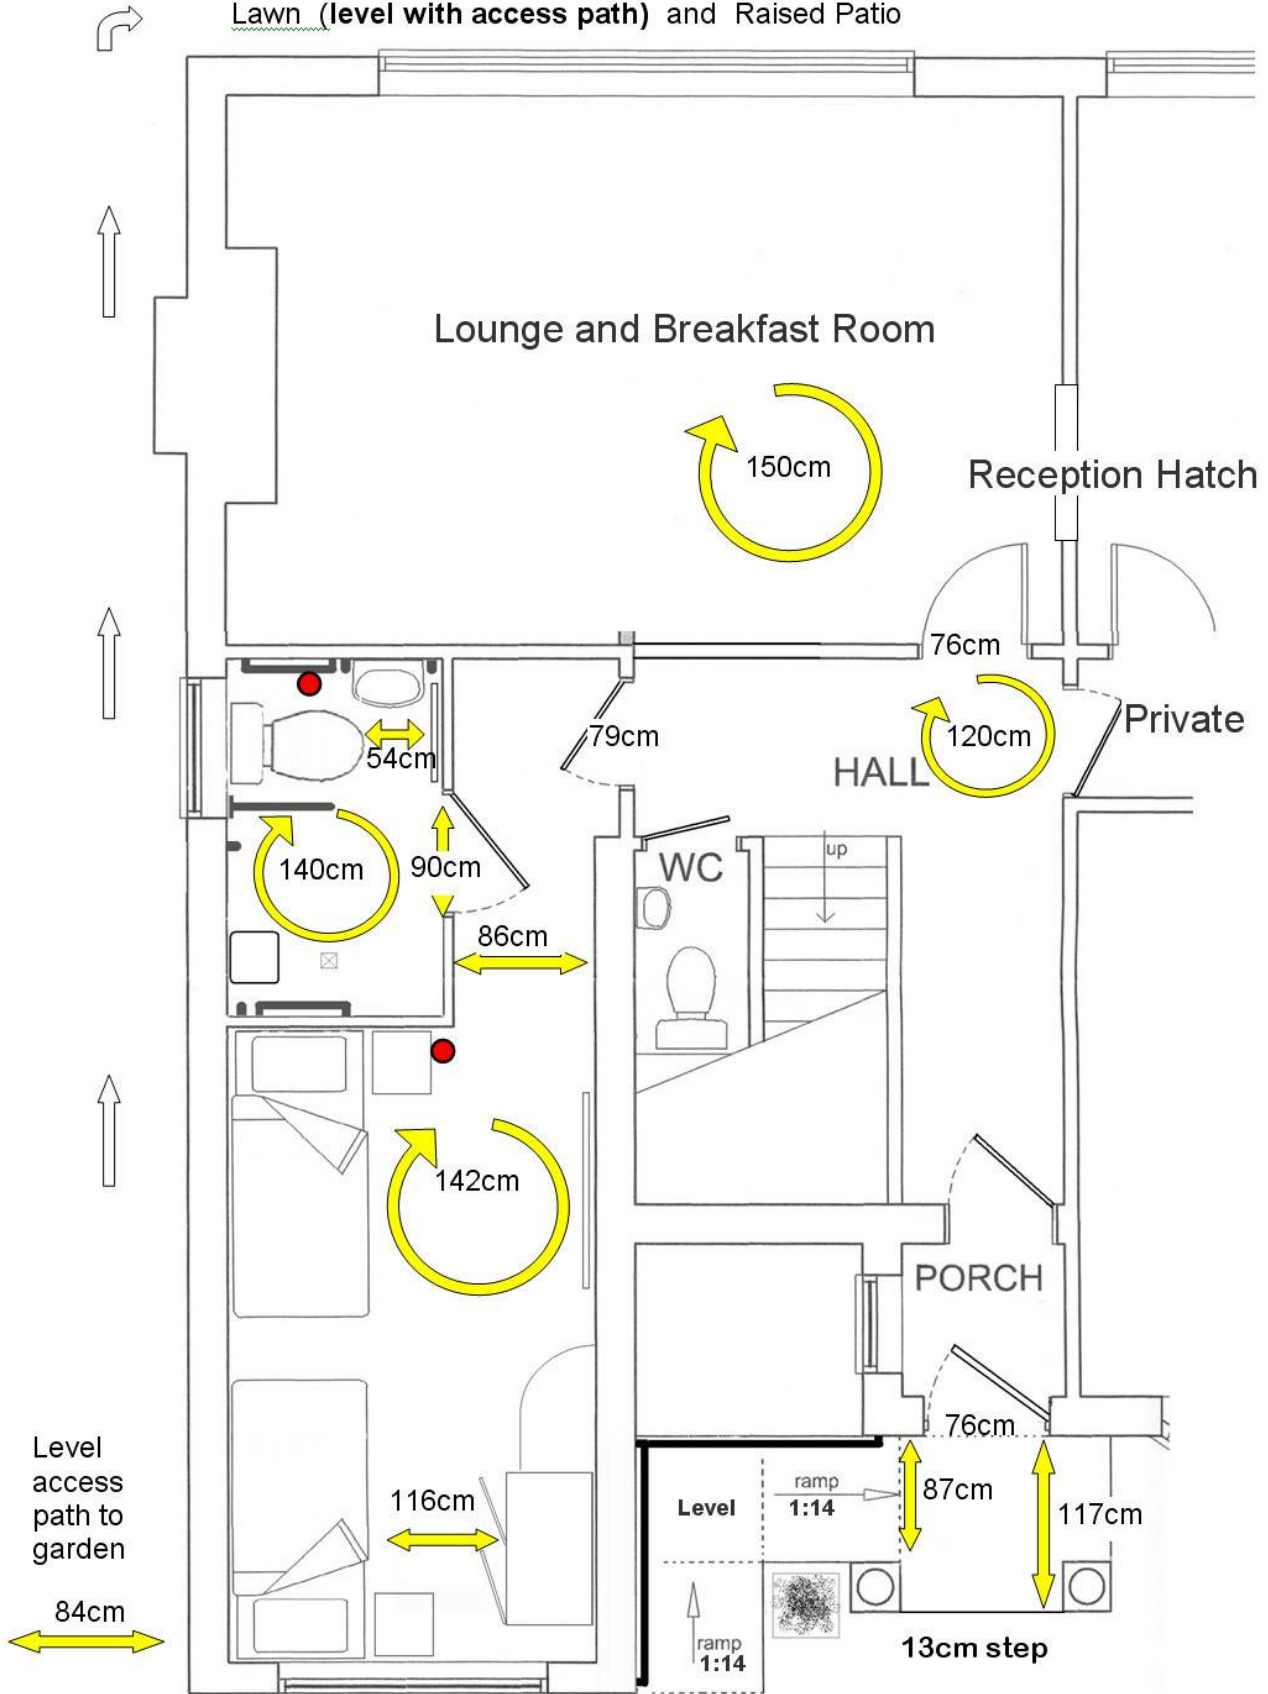 Lawn (level with access path) and Raised Patio
Lounge and Breakfast Room
150cm
Reception Hatch
76cm
79cm
120cm
Private
HALL
54cm
140cm
90cm
WC
up
86cm
142cm
PORCH
76cm
Level
access
path to
garden
84cm
116cm
Level
ramp
1:14
87cm
117cm
ramp
1:14
13cm step